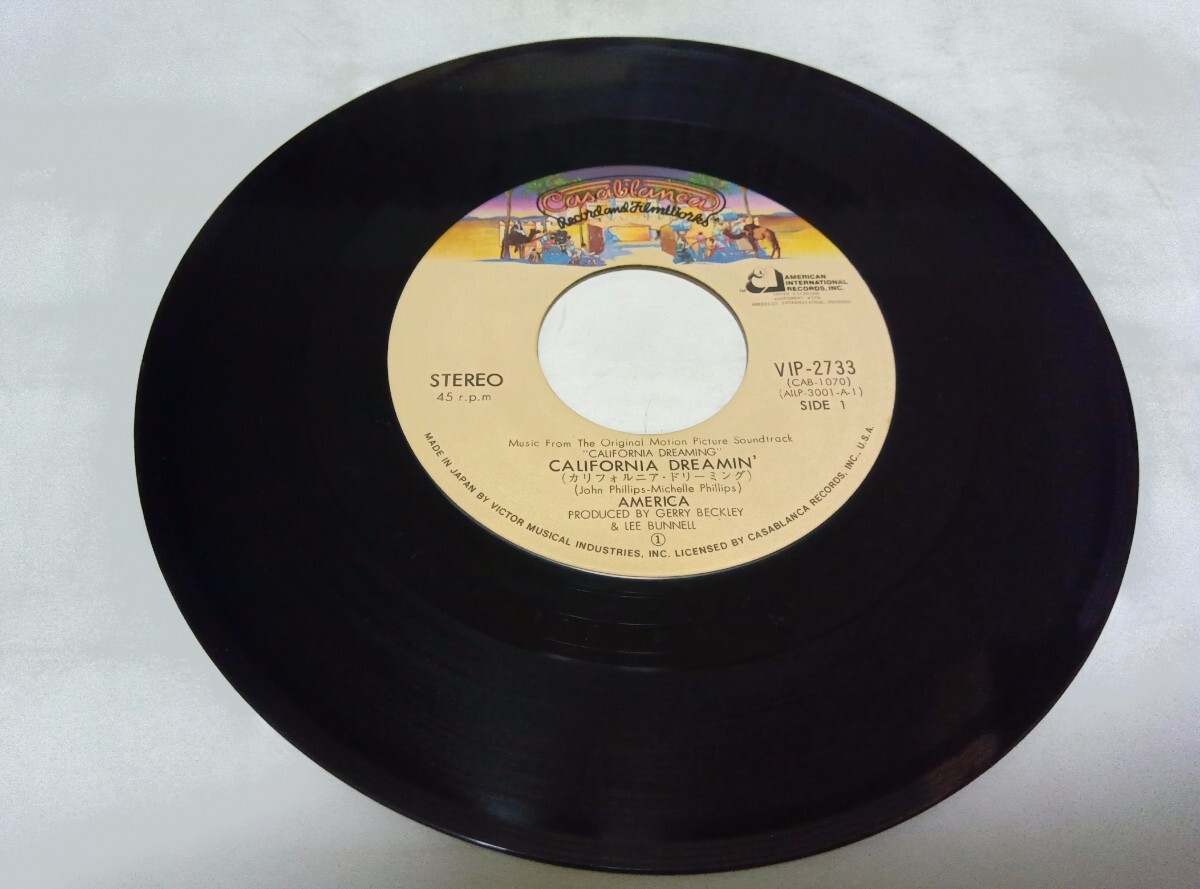 Casablanca
Record and FilmWorks
AMERICAN
INTERNATIONAL
RECORDS, INC.
TM
STEREO
45 r.p.m
VIP-2733
(CAB-1070)
(AILP-3001-A-1)
SIDE 1
Music From The Original Motion Picture Soundtrack
"CALIFORNIA DREAMING"
CALIFORNIA DREAMIN'
(カリフォルニア・ドリーミング)
(John Phillips-Michelle Phillips)
AMERICA
PRODUCED BY GERRY BECKLEY
& LEE BUNNELL
①
MADE IN JAPAN BY VICTOR MUSICAL INDUSTRIES, INC. LICENSED BY CASABLANCA RECORDS, INC., U.S.A.